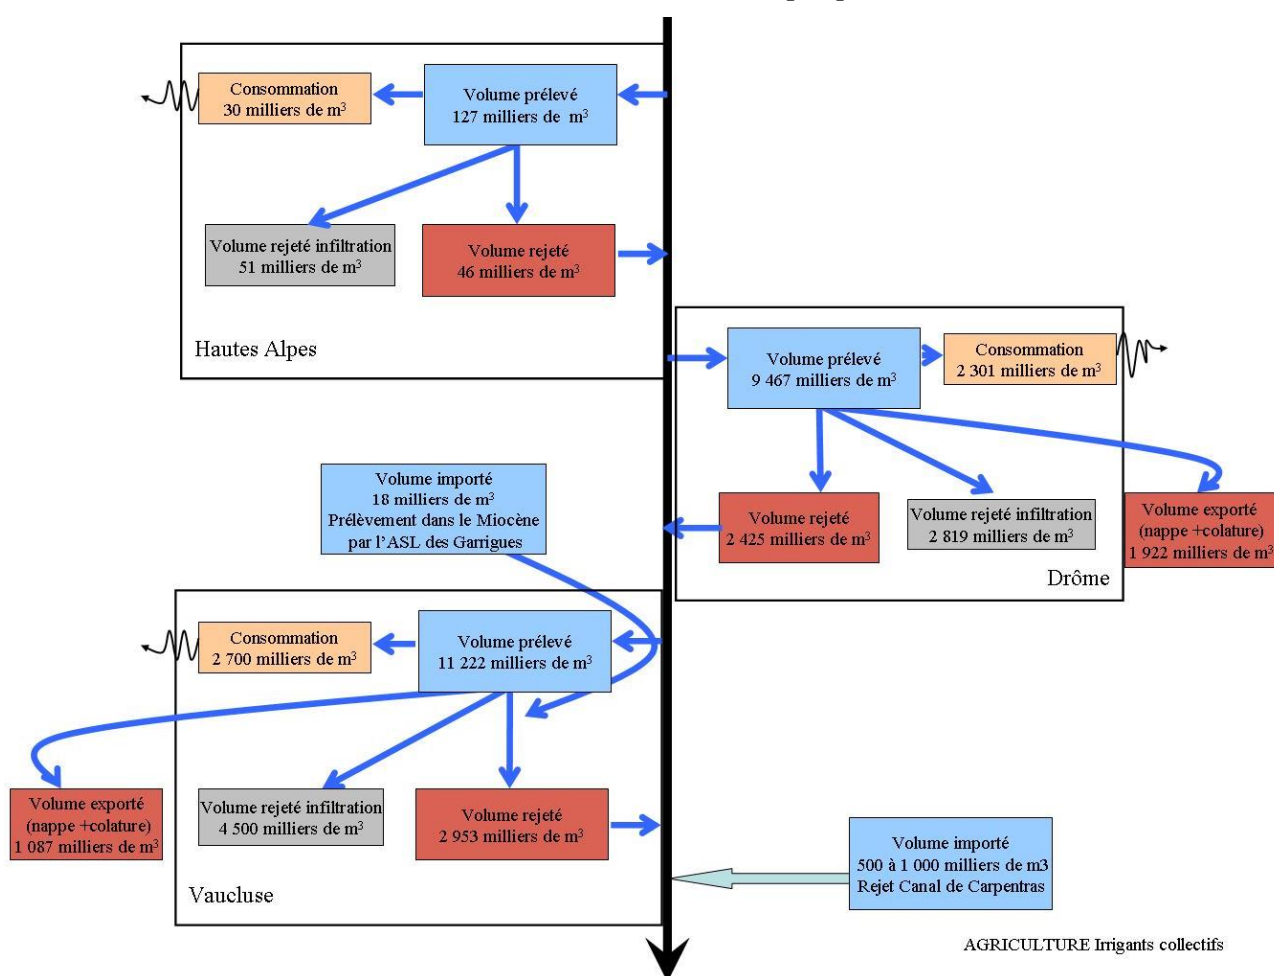 Consommation
30 milliers de m³
Volume prélevé
127 milliers de m³
Volume rejeté infiltration
51 milliers de m³
Volume rejeté
46 milliers de m³
Hautes Alpes
Volume prélevé
9 467 milliers de m³
Consommation
2 301 milliers de m³
Volume rejeté
2 425 milliers de m³
Volume rejeté infiltration
2 819 milliers de m³
Volume exporté
(nappe +colature)
1 922 milliers de m³
Drôme
Volume importé
18 milliers de m³
Prélèvement dans le Miocène
par l’ASL des Garrigues
Consommation
2 700 milliers de m³
Volume prélevé
11 222 milliers de m³
Volume exporté
(nappe +colature)
1 087 milliers de m³
Volume rejeté infiltration
4 500 milliers de m³
Volume rejeté
2 953 milliers de m³
Vaucluse
Volume importé
500 à 1 000 milliers de m3
Rejet Canal de Carpentras
AGRICULTURE Irrigants collectifs